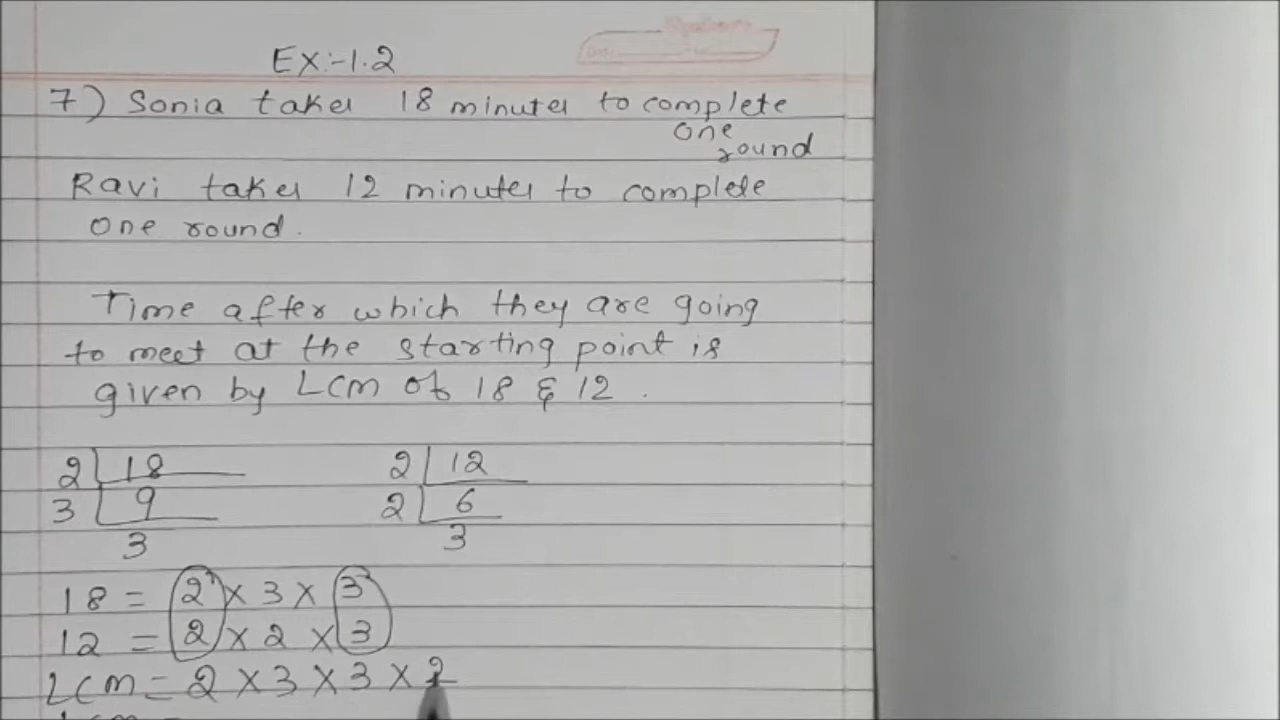 Ex:-1.2
7) Sonia takes 18 minutes to complete
one
round
Ravi takes 12 minutes to complete
one round.
Time after which they are going
to meet at the starting point is
given by LCM of 18 & 12.
2 | 18 2 | 12
3 | 9 2 | 6
3 3
18 = 2 × 3 × 3
12 = 2 × 2 × 3
LCM = 2 × 3 × 3 × 2